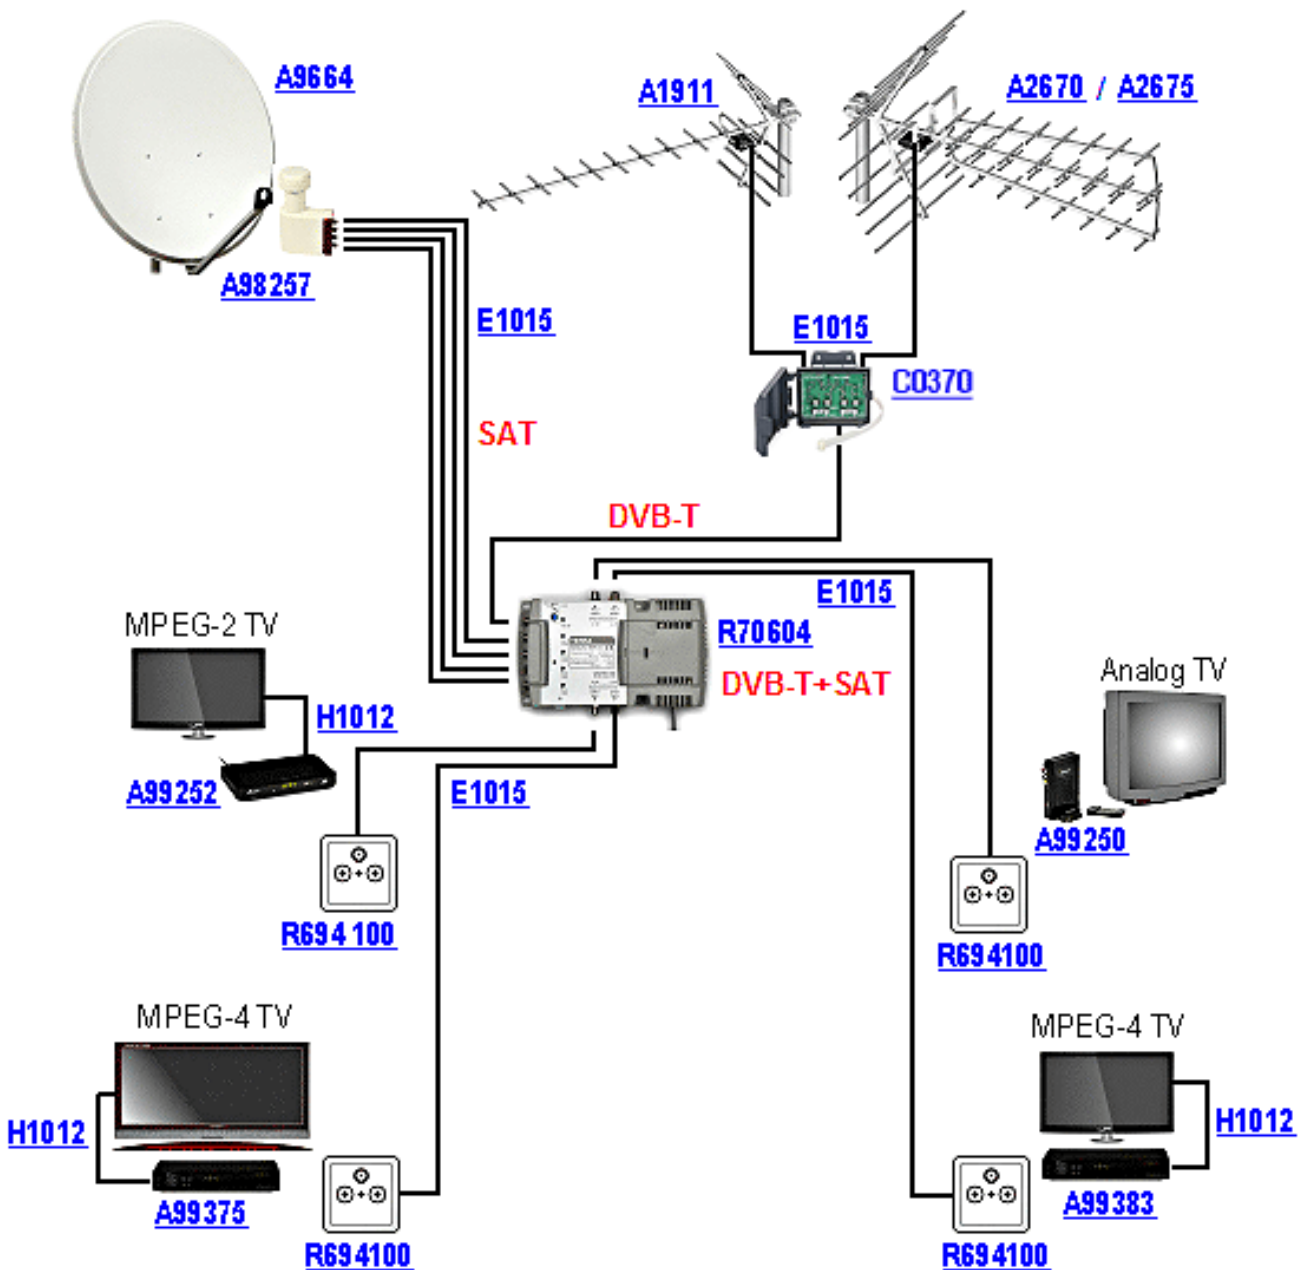 A9664
A1911
A2670 / A2675
A98257
E1015
E1015
C0370
SAT
DVB-T
E1015
R70604
DVB-T+SAT
MPEG-2 TV
H1012
A99252
E1015
Analog TV
A99250
R694100
R694100
MPEG-4 TV
H1012
A99375
R694100
MPEG-4 TV
H1012
A99383
R694100